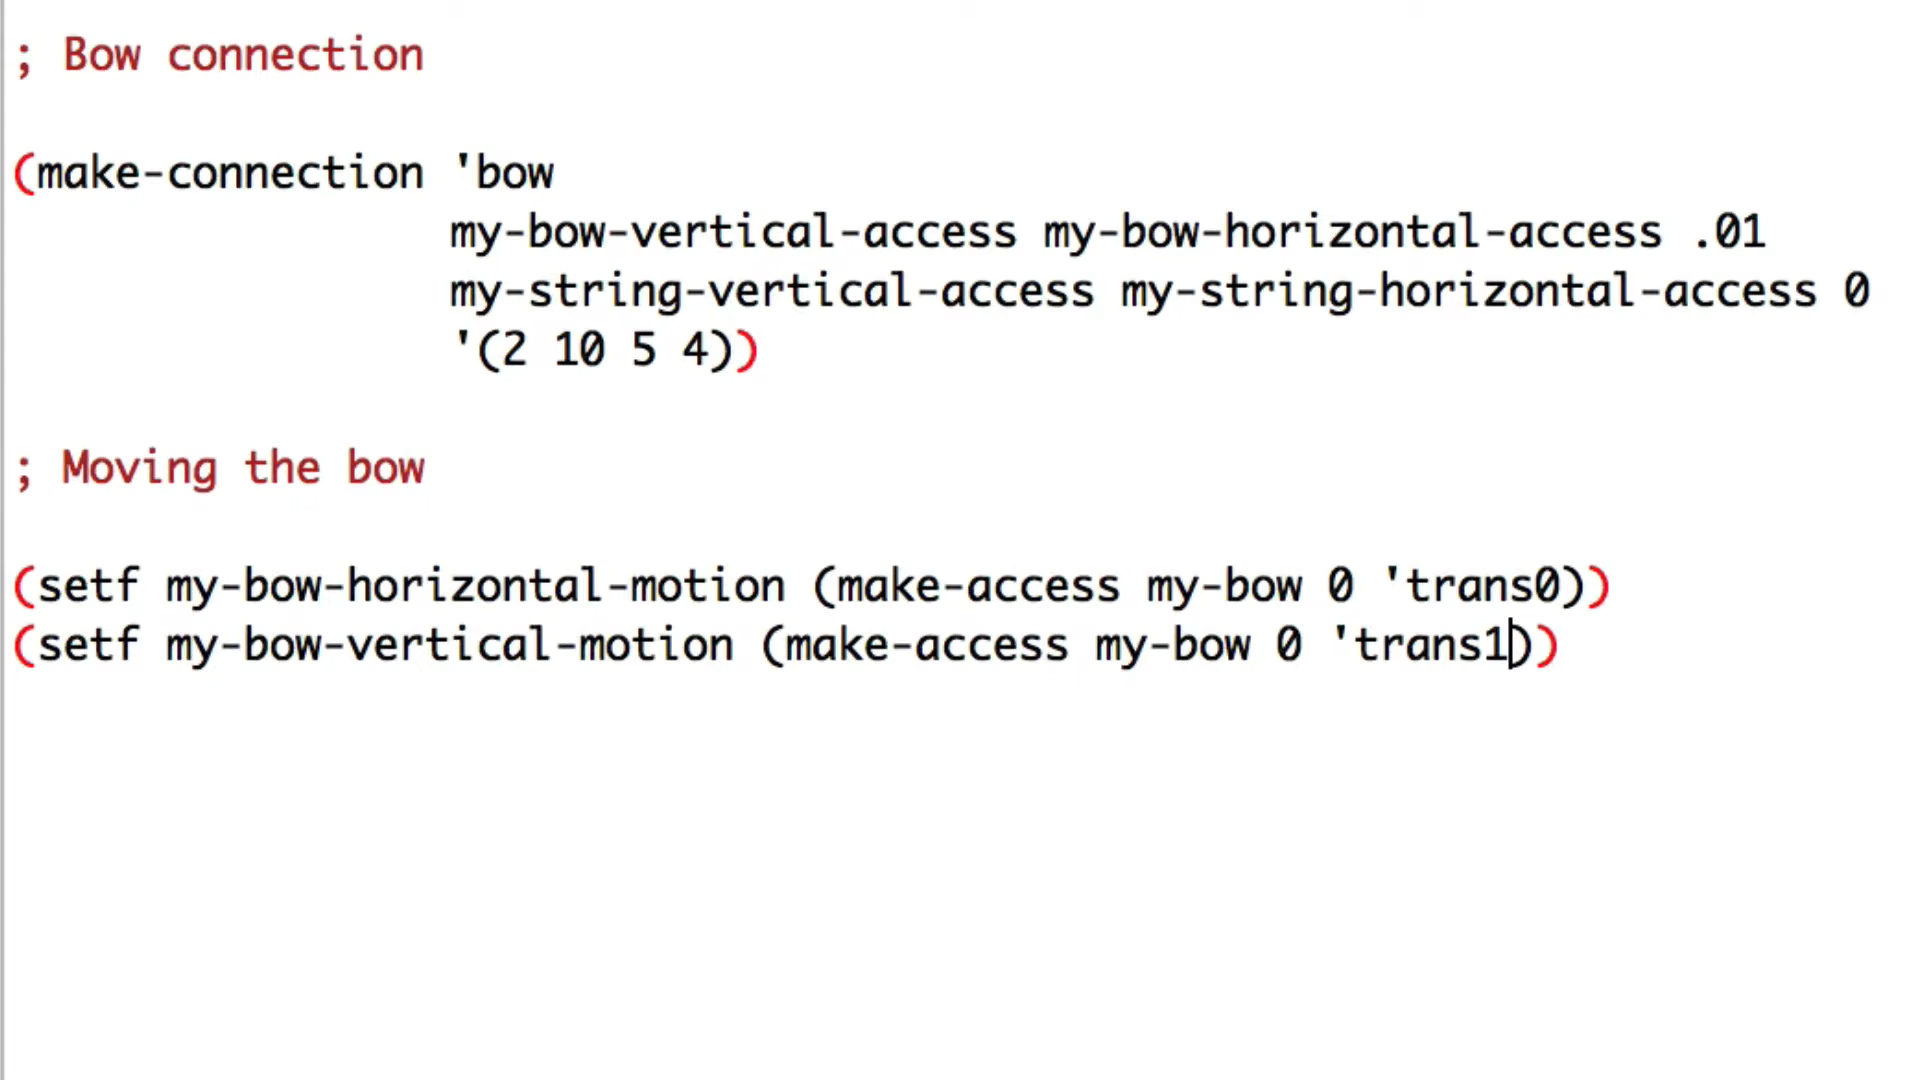 ; Bow connection
(make-connection 'bow
my-bow-vertical-access my-bow-horizontal-access .01
my-string-vertical-access my-string-horizontal-access 0
'(2 10 5 4))
; Moving the bow
(setf my-bow-horizontal-motion (make-access my-bow 0 'trans0))
(setf my-bow-vertical-motion (make-access my-bow 0 'trans1))